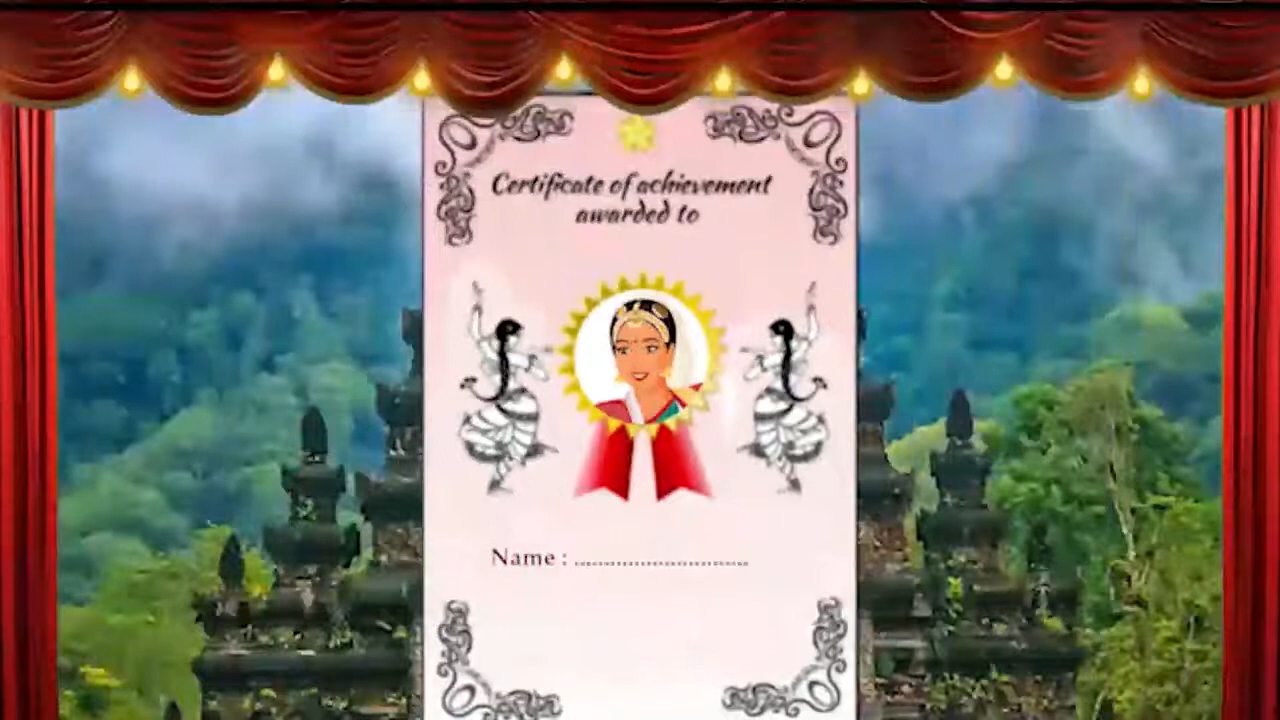 Certificate of achievement
awarded to
Name : ................................